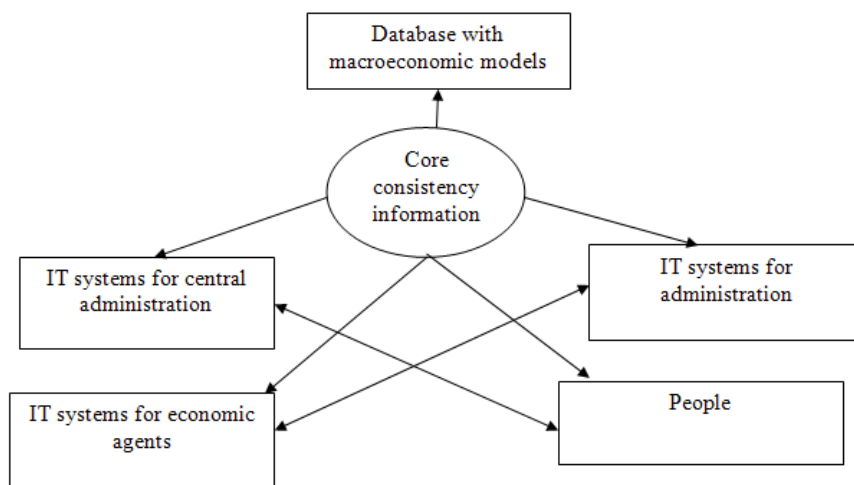 Database with
macroeconomic models
Core
consistency
information
IT systems for central
administration
IT systems for
administration
IT systems for economic
agents
People